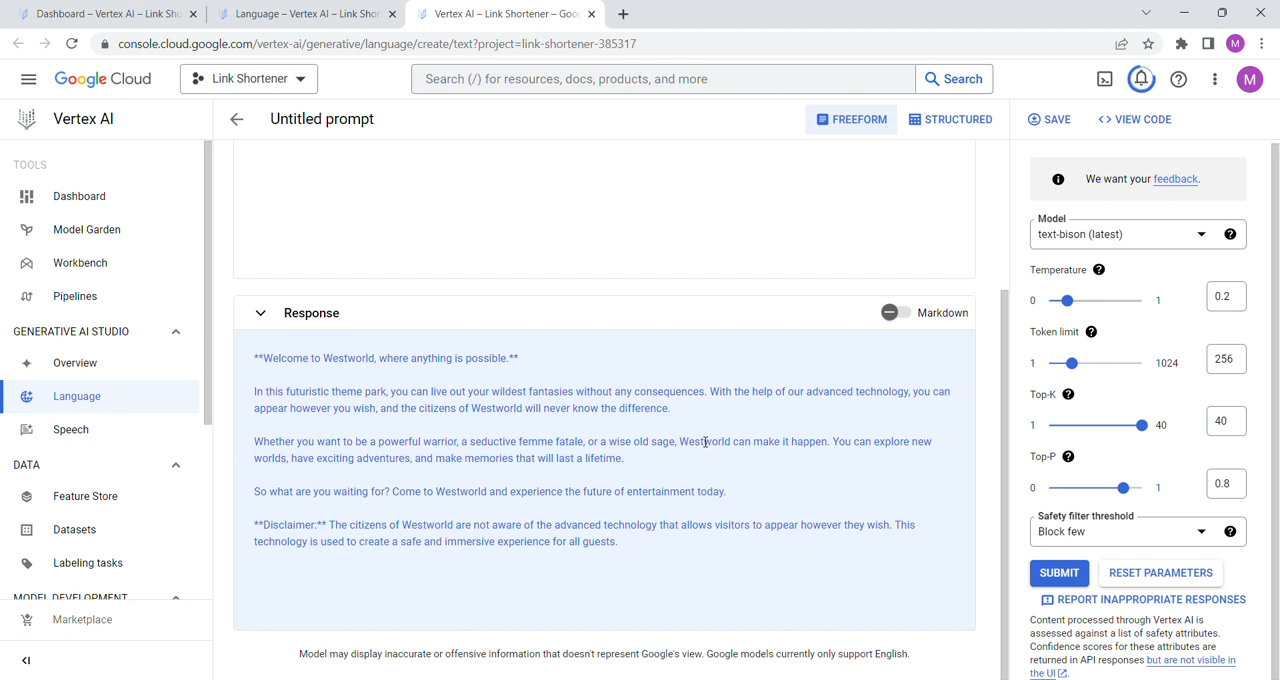 Dashboard – Vertex AI – Link Sho
Language – Vertex AI – Link Shor
Vertex AI – Link Shortener – Goo
console.cloud.google.com/vertex-ai/generative/language/create/text?project=link-shortener-385317
M
Google Cloud
Link Shortener
Search (/) for resources, docs, products, and more
Search
M
Vertex AI
Untitled prompt
FREEFORM
STRUCTURED
SAVE
<> VIEW CODE
TOOLS
Dashboard
Model Garden
Workbench
Pipelines
GENERATIVE AI STUDIO
Overview
Language
Speech
DATA
Feature Store
Datasets
Labeling tasks
MODEL DEVELOPMENT
Marketplace
Response
Markdown
**Welcome to Westworld, where anything is possible.**
In this futuristic theme park, you can live out your wildest fantasies without any consequences. With the help of our advanced technology, you can
appear however you wish, and the citizens of Westworld will never know the difference.
Whether you want to be a powerful warrior, a seductive femme fatale, or a wise old sage, Westworld can make it happen. You can explore new
worlds, have exciting adventures, and make memories that will last a lifetime.
So what are you waiting for? Come to Westworld and experience the future of entertainment today.
**Disclaimer:** The citizens of Westworld are not aware of the advanced technology that allows visitors to appear however they wish. This
technology is used to create a safe and immersive experience for all guests.
Model may display inaccurate or offensive information that doesn't represent Google's view. Google models currently only support English.
We want your feedback.
Model
text-bison (latest)
Temperature
0 1 0.2
Token limit
1 1024 256
Top-K
1 40 40
Top-P
0 1 0.8
Safety filter threshold
Block few
SUBMIT
RESET PARAMETERS
REPORT INAPPROPRIATE RESPONSES
Content processed through Vertex AI is
assessed against a list of safety attributes.
Confidence scores for these attributes are
returned in API responses but are not visible in
the UI.